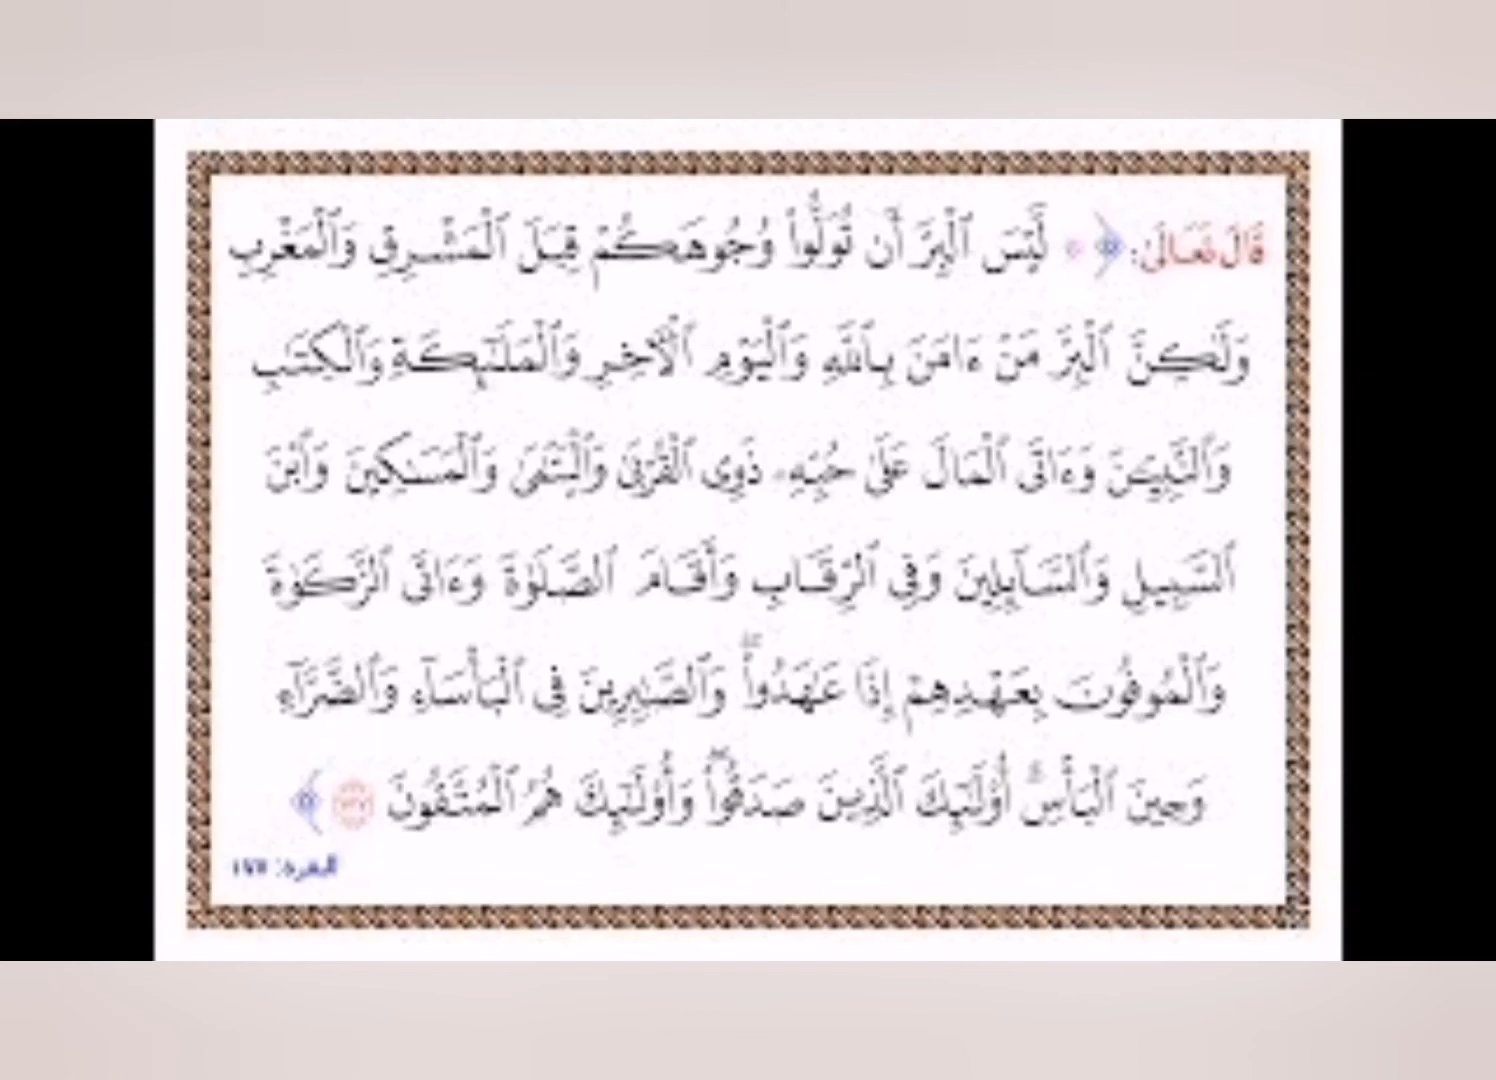 قَالَ تَعَالَىٰ: ﴿ ۞ لَّيْسَ ٱلْبِرَّ أَن تُوَلُّوا۟ وُجُوهَكُمْ قِبَلَ ٱلْمَشْرِقِ وَٱلْمَغْرِبِ
وَلَٰكِنَّ ٱلْبِرَّ مَنْ ءَامَنَ بِٱللَّهِ وَٱلْيَوْمِ ٱلْءَاخِرِ وَٱلْمَلَٰٓئِكَةِ وَٱلْكِتَٰبِ
وَٱلنَّبِيِّۦنَ وَءَاتَى ٱلْمَالَ عَلَىٰ حُبِّهِۦ ذَوِى ٱلْقُرْبَىٰ وَٱلْيَتَٰمَىٰ وَٱلْمَسَٰكِينَ وَٱبْنَ
ٱلسَّبِيلِ وَٱلسَّآئِلِينَ وَفِى ٱلرِّقَابِ وَأَقَامَ ٱلصَّلَوٰةَ وَءَاتَى ٱلزَّكَوٰةَ
وَٱلْمُوفُونَ بِعَهْدِهِمْ إِذَا عَٰهَدُوا۟ ۖ وَٱلصَّٰبِرِينَ فِى ٱلْبَأْسَآءِ وَٱلضَّرَّآءِ
وَحِينَ ٱلْبَأْسِ ۗ أُو۟لَٰٓئِكَ ٱلَّذِينَ صَدَقُوا۟ ۖ وَأُو۟لَٰٓئِكَ هُمُ ٱلْمُتَّقُونَ ١٧٧ ﴾
البقرة: ١٧٧